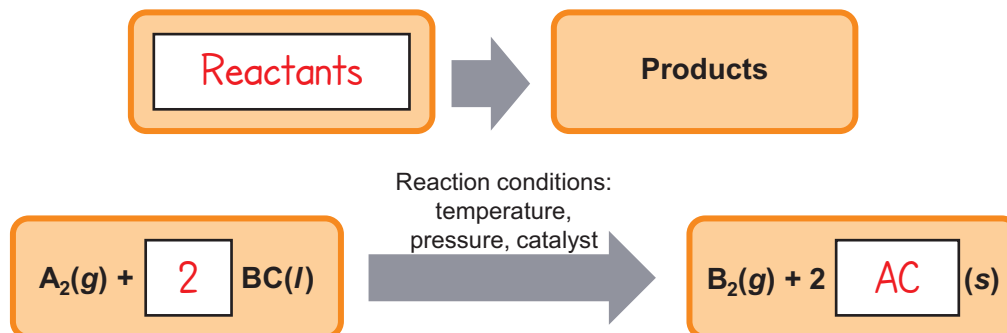 Reactants
Products
Reaction conditions:
temperature,
pressure, catalyst
A₂(g) + 2 BC(l)
B₂(g) + 2 AC (s)